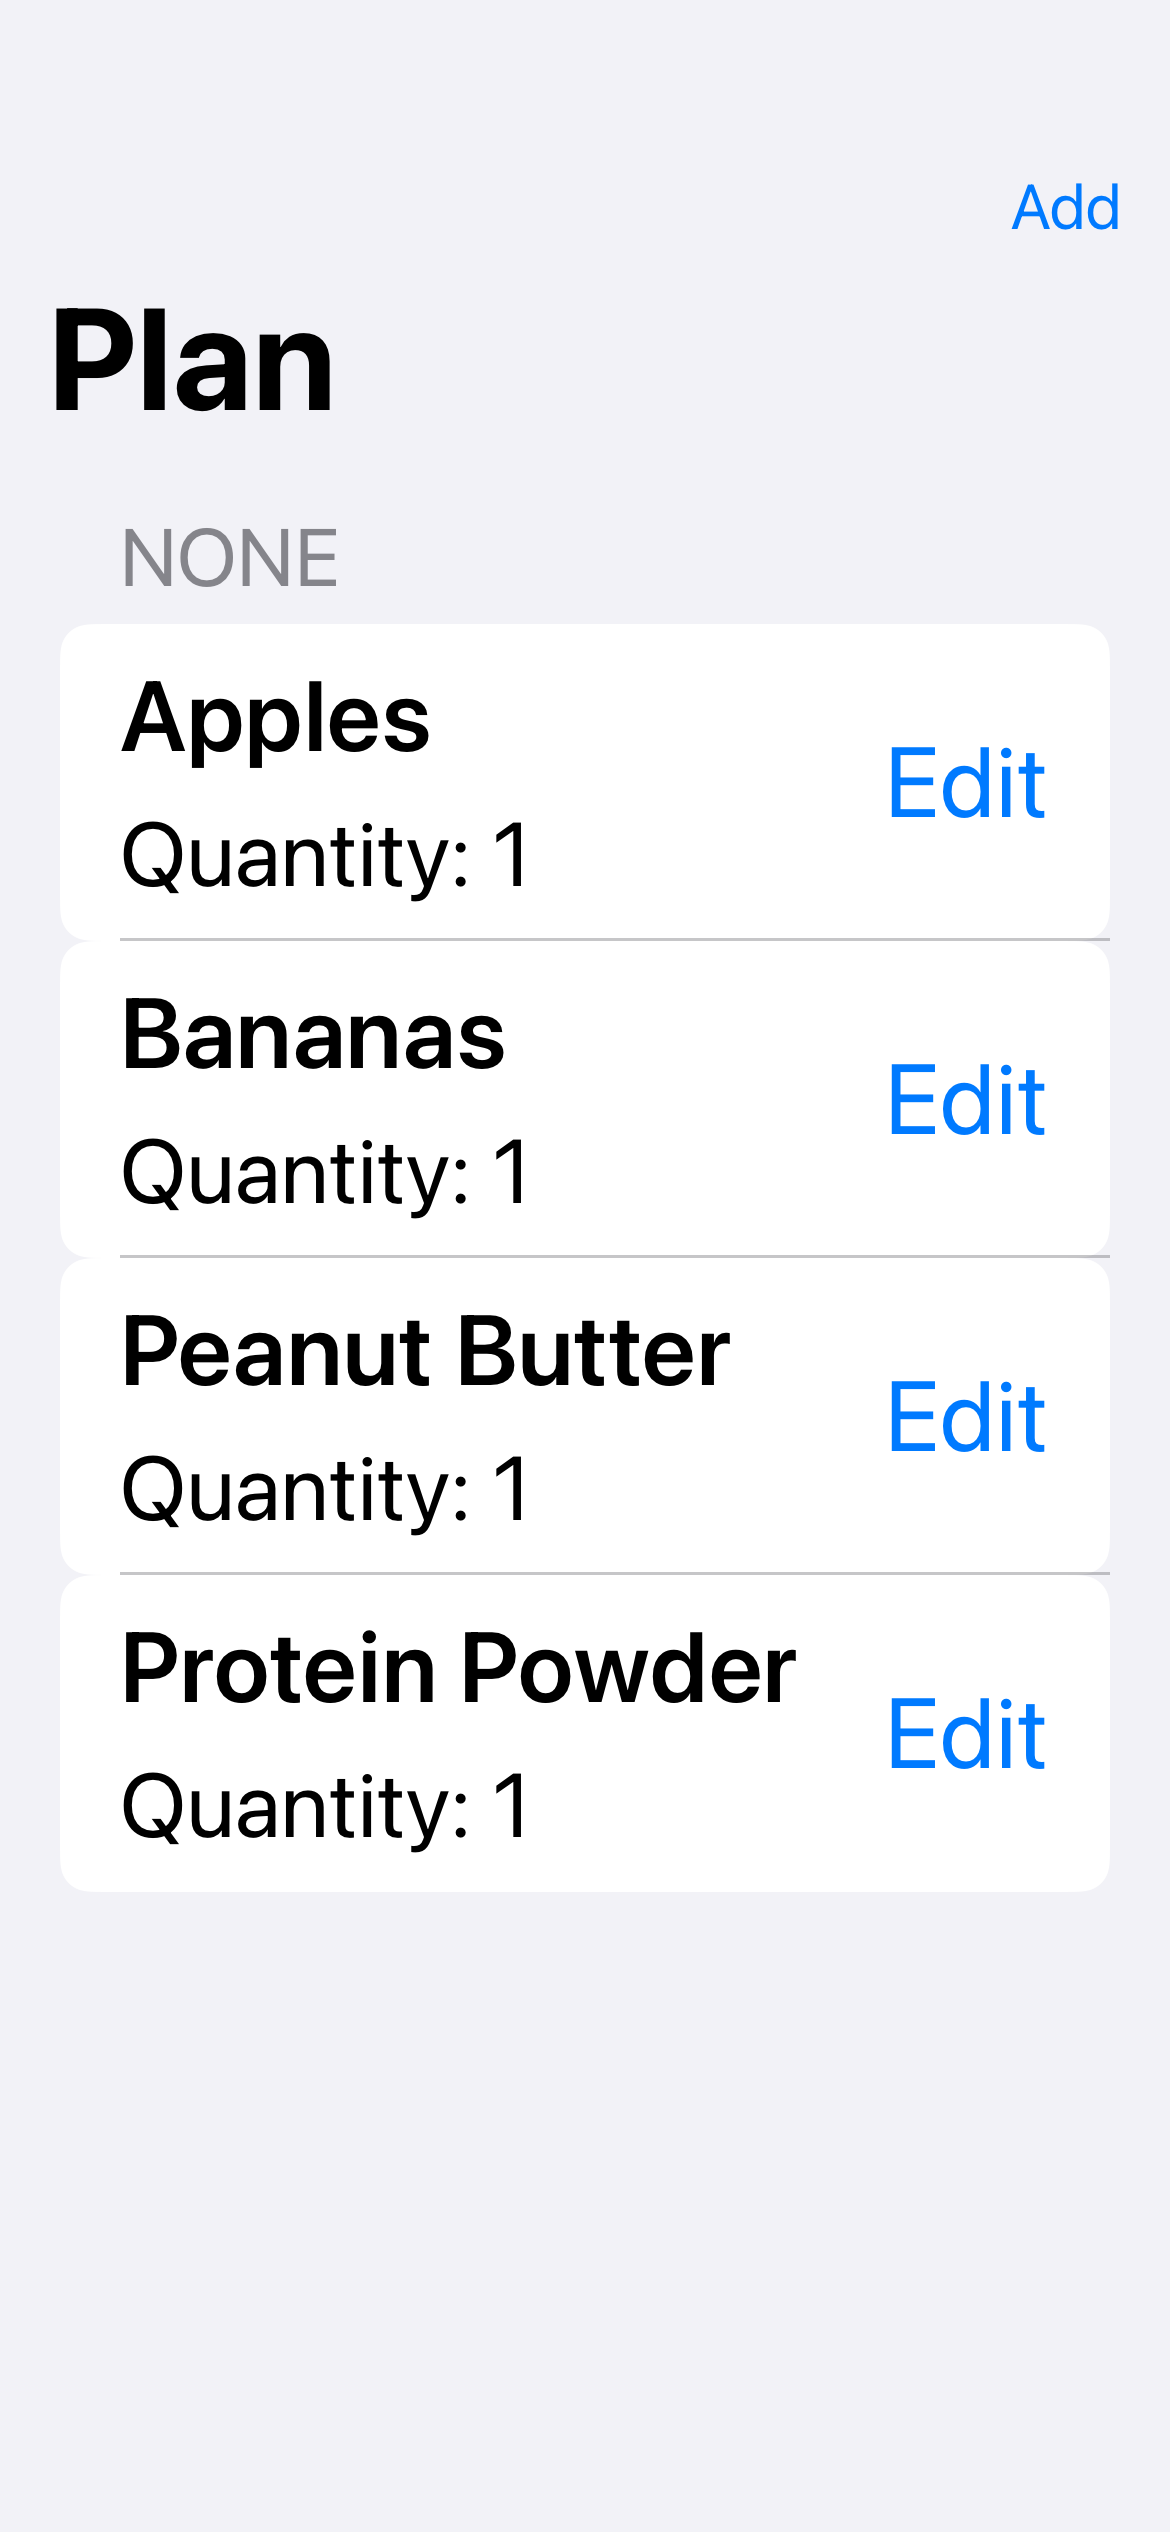 Add
Plan
NONE
Apples
Edit
Quantity: 1
Bananas
Edit
Quantity: 1
Peanut Butter
Edit
Quantity: 1
Protein Powder
Edit
Quantity: 1